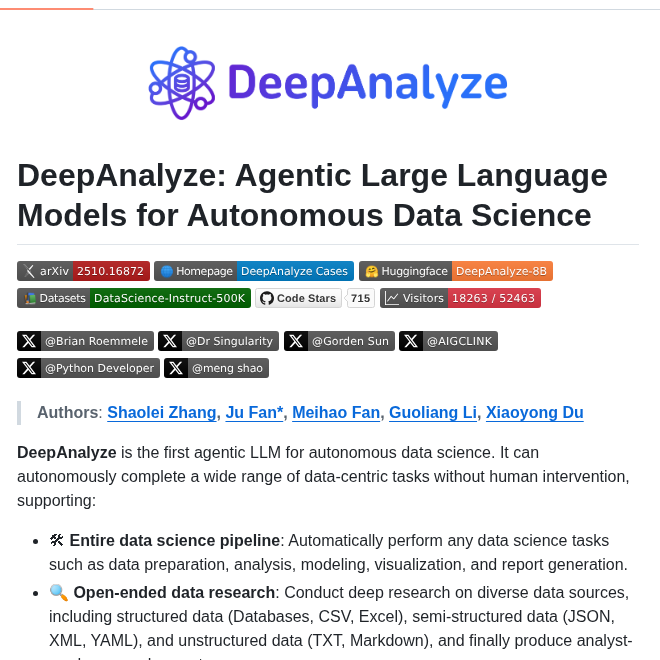 DeepAnalyze
DeepAnalyze: Agentic Large Language
Models for Autonomous Data Science
arXiv 2510.16872 Homepage DeepAnalyze Cases Huggingface DeepAnalyze-8B
Datasets DataScience-Instruct-500K Code Stars 715 Visitors 18263 / 52463
@Brian Roemmele @Dr Singularity @Gorden Sun @AIGCLINK
@Python Developer @meng shao
Authors: Shaolei Zhang, Ju Fan*, Meihao Fan, Guoliang Li, Xiaoyong Du
DeepAnalyze is the first agentic LLM for autonomous data science. It can
autonomously complete a wide range of data-centric tasks without human intervention,
supporting:
• 🛠 Entire data science pipeline: Automatically perform any data science tasks
such as data preparation, analysis, modeling, visualization, and report generation.
• 🔍 Open-ended data research: Conduct deep research on diverse data sources,
including structured data (Databases, CSV, Excel), semi-structured data (JSON,
XML, YAML), and unstructured data (TXT, Markdown), and finally produce analyst-